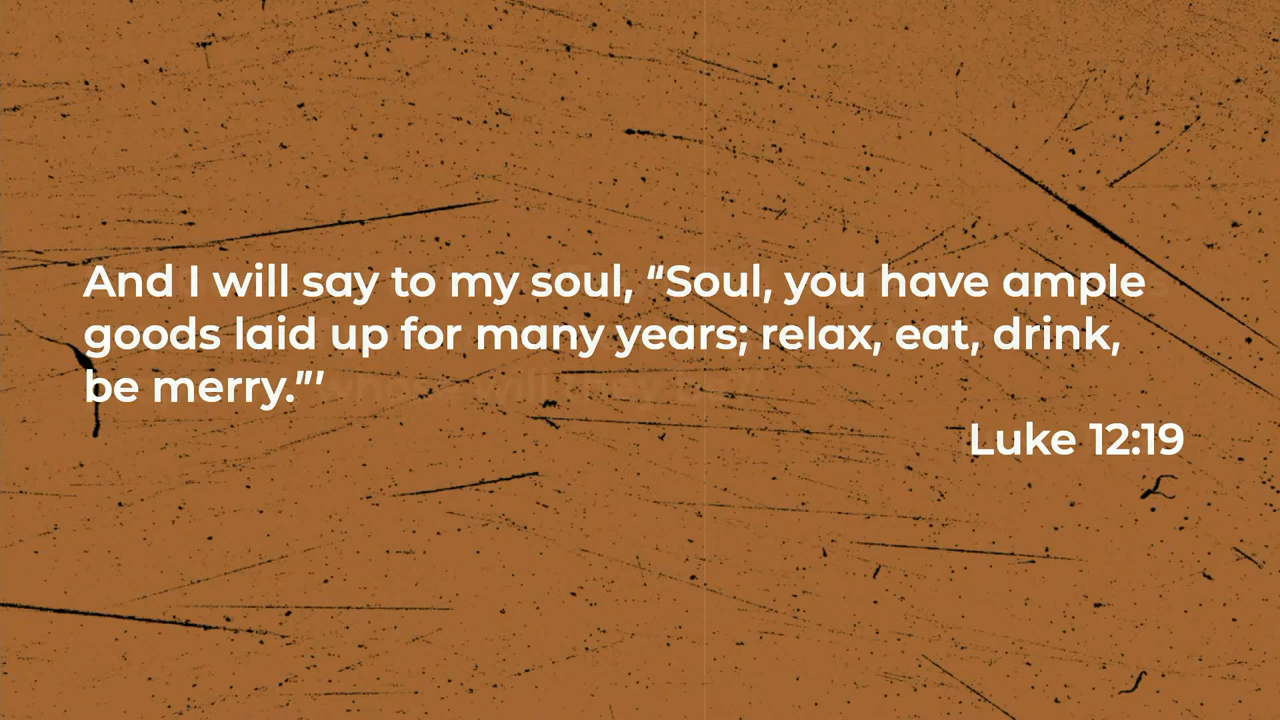 And I will say to my soul, “Soul, you have ample
goods laid up for many years; relax, eat, drink,
be merry.”’
Luke 12:19